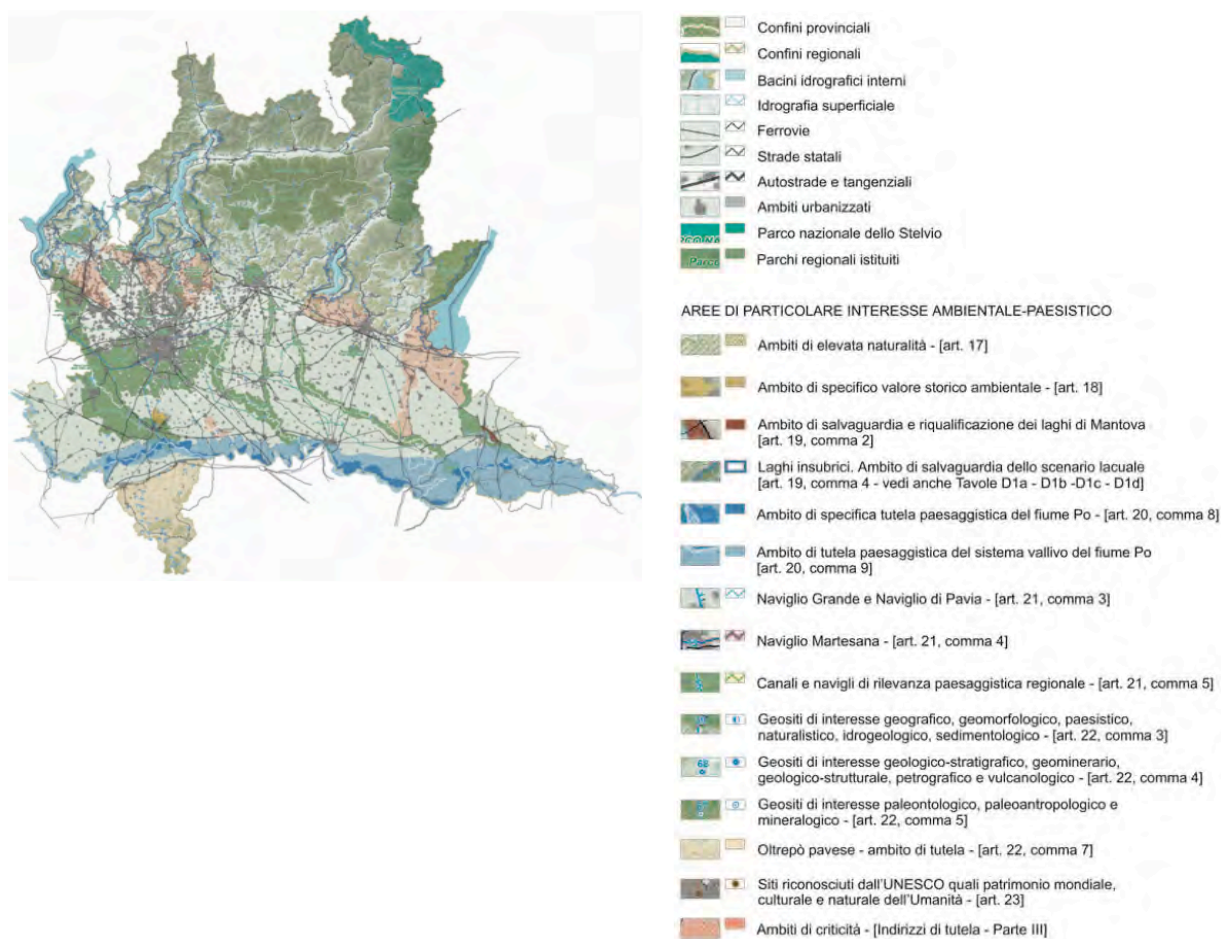 Confini provinciali
Confini regionali
Bacini idrografici interni
Idrografia superficiale
Ferrovie
Strade statali
Autostrade e tangenziali
Ambiti urbanizzati
Parco nazionale dello Stelvio
Parchi regionali istituiti
AREE DI PARTICOLARE INTERESSE AMBIENTALE-PAESISTICO
Ambiti di elevata naturalità - [art. 17]
Ambito di specifico valore storico ambientale - [art. 18]
Ambito di salvaguardia e riqualificazione dei laghi di Mantova
[art. 19, comma 2]
Laghi insubrici. Ambito di salvaguardia dello scenario lacuale
[art. 19, comma 4 - vedi anche Tavole D1a - D1b -D1c - D1d]
Ambito di specifica tutela paesaggistica del fiume Po - [art. 20, comma 8]
Ambito di tutela paesaggistica del sistema vallivo del fiume Po
[art. 20, comma 9]
Naviglio Grande e Naviglio di Pavia - [art. 21, comma 3]
Naviglio Martesana - [art. 21, comma 4]
Canali e navigli di rilevanza paesaggistica regionale - [art. 21, comma 5]
Geositi di interesse geografico, geomorfologico, paesistico,
naturalistico, idrogeologico, sedimentologico - [art. 22, comma 3]
Geositi di interesse geologico-stratigrafico, geominerario,
geologico-strutturale, petrografico e vulcanologico - [art. 22, comma 4]
Geositi di interesse paleontologico, paleoantropologico e
mineralogico - [art. 22, comma 5]
Oltrepò pavese - ambito di tutela - [art. 22, comma 7]
Siti riconosciuti dall'UNESCO quali patrimonio mondiale,
culturale e naturale dell'Umanità - [art. 23]
Ambiti di criticità - [Indirizzi di tutela - Parte III]